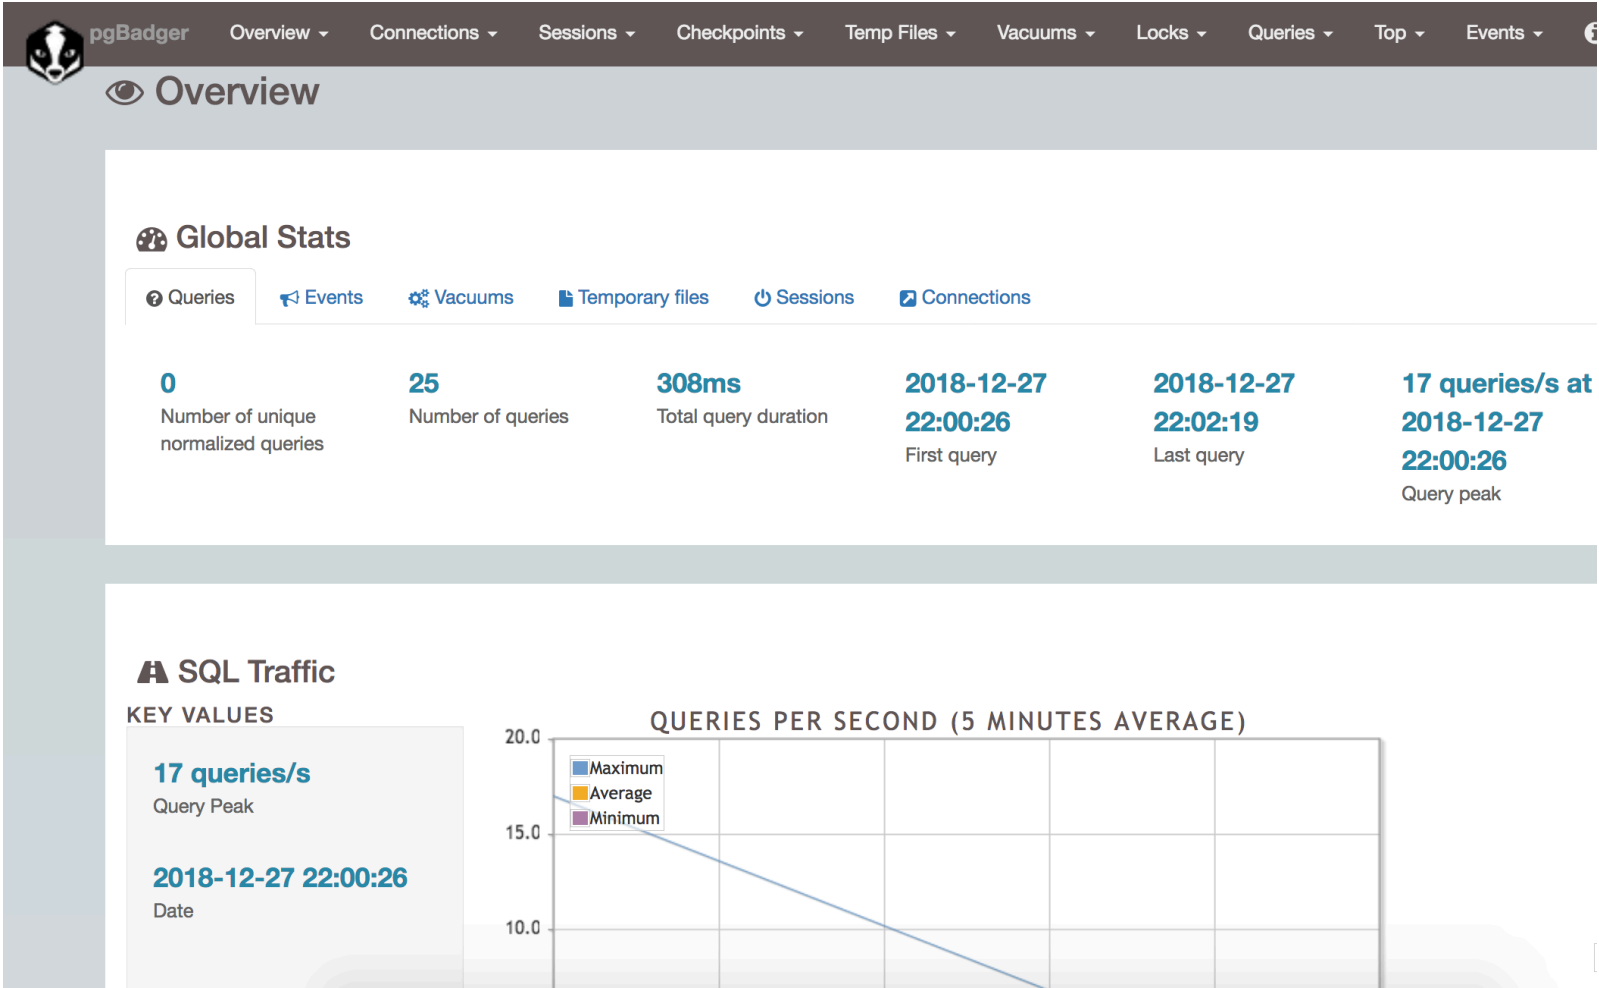 pgBadger Overview Connections Sessions Checkpoints Temp Files Vacuums Locks Queries Top Events
Overview
Global Stats
Queries Events Vacuums Temporary files Sessions Connections
0
Number of unique
normalized queries
25
Number of queries
308ms
Total query duration
2018-12-27
22:00:26
First query
2018-12-27
22:02:19
Last query
17 queries/s at
2018-12-27
22:00:26
Query peak
SQL Traffic
KEY VALUES
17 queries/s
Query Peak
2018-12-27 22:00:26
Date
QUERIES PER SECOND (5 MINUTES AVERAGE)
20.0
15.0
10.0
Maximum
Average
Minimum